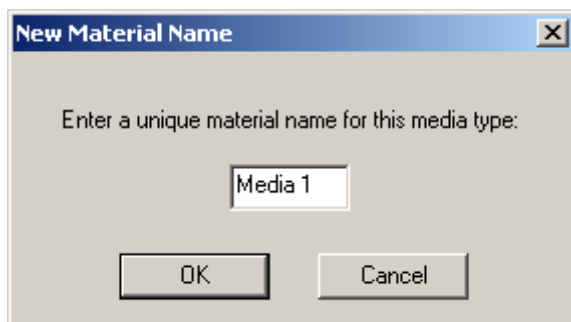 New Material Name
Enter a unique material name for this media type:
Media 1
OK Cancel